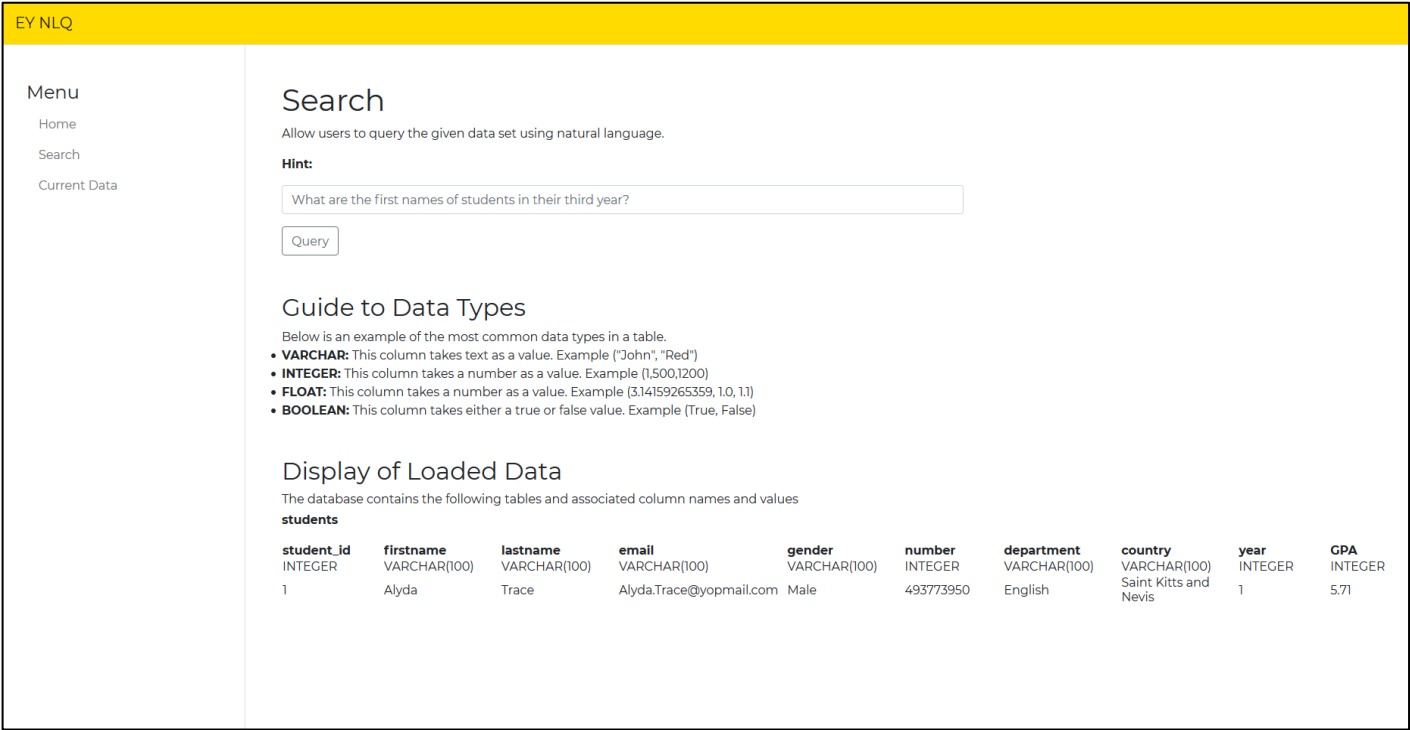 EY NLQ
Menu
Home
Search
Current Data
Search
Allow users to query the given data set using natural language.
Hint:
What are the first names of students in their third year?
Query
Guide to Data Types
Below is an example of the most common data types in a table.
• VARCHAR: This column takes text as a value. Example ("John", "Red")
• INTEGER: This column takes a number as a value. Example (1,500,1200)
• FLOAT: This column takes a number as a value. Example (3.14159265359, 1.0, 1.1)
• BOOLEAN: This column takes either a true or false value. Example (True, False)
Display of Loaded Data
The database contains the following tables and associated column names and values
students
student_id firstname lastname email gender number department country year GPA
INTEGER VARCHAR(100) VARCHAR(100) VARCHAR(100) VARCHAR(100) INTEGER VARCHAR(100) VARCHAR(100) INTEGER INTEGER
1 Alyda Trace Alyda.Trace@yopmail.com Male 493773950 English Saint Kitts and 1 5.71
Nevis